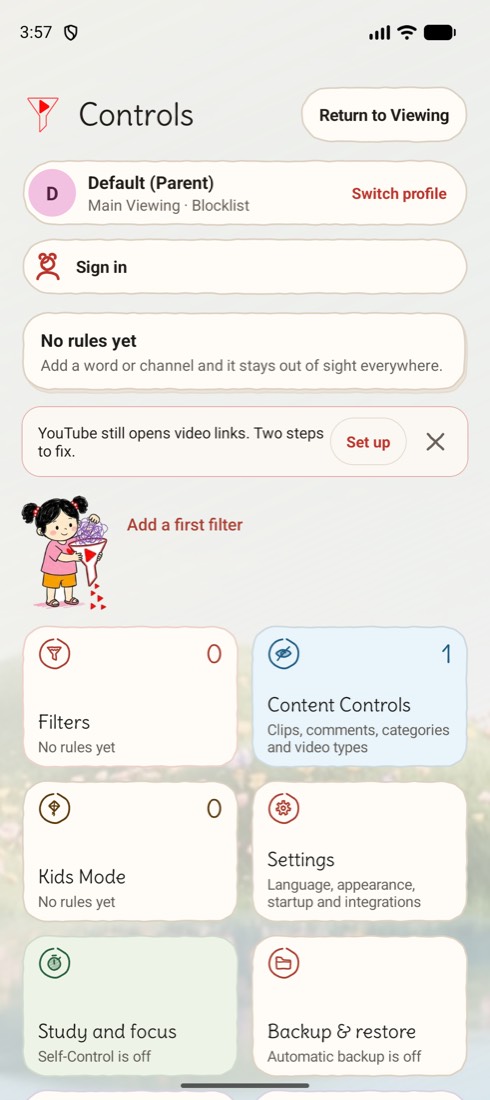 3:57
Controls
Return to Viewing
D
Default (Parent)
Main Viewing · Blocklist
Switch profile
Sign in
No rules yet
Add a word or channel and it stays out of sight everywhere.
YouTube still opens video links. Two steps
to fix.
Set up
Add a first filter
0
Filters
No rules yet
1
Content Controls
Clips, comments, categories
and video types
0
Kids Mode
No rules yet
Settings
Language, appearance,
startup and integrations
Study and focus
Self-Control is off
Backup & restore
Automatic backup is off